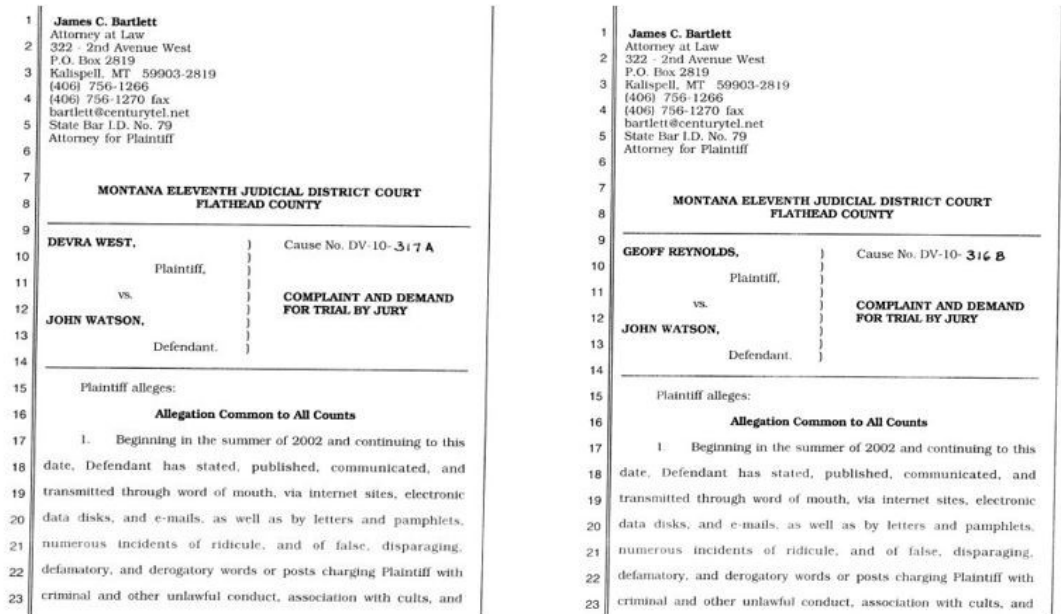 1 James C. Bartlett
Attorney at Law
2 322 - 2nd Avenue West
P.O. Box 2819
3 Kalispell, MT 59903-2819
(406) 756-1266
4 (406) 756-1270 fax
bartlett@centurytel.net
5 State Bar I.D. No. 79
Attorney for Plaintiff
6
7
MONTANA ELEVENTH JUDICIAL DISTRICT COURT
8 FLATHEAD COUNTY
9
DEVRA WEST, ) Cause No. DV-10-317A
10 )
Plaintiff, )
11 )
vs. ) COMPLAINT AND DEMAND
12 ) FOR TRIAL BY JURY
JOHN WATSON, )
13 )
Defendant. )
14
15 Plaintiff alleges:
16 Allegation Common to All Counts
17 1. Beginning in the summer of 2002 and continuing to this
18 date, Defendant has stated, published, communicated, and
19 transmitted through word of mouth, via internet sites, electronic
20 data disks, and e-mails, as well as by letters and pamphlets,
21 numerous incidents of ridicule, and of false, disparaging,
22 defamatory, and derogatory words or posts charging Plaintiff with
23 criminal and other unlawful conduct, association with cults, and
1 James C. Bartlett
Attorney at Law
2 322 - 2nd Avenue West
P.O. Box 2819
3 Kalispell, MT 59903-2819
(406) 756-1266
4 (406) 756-1270 fax
bartlett@centurytel.net
5 State Bar I.D. No. 79
Attorney for Plaintiff
6
7
MONTANA ELEVENTH JUDICIAL DISTRICT COURT
8 FLATHEAD COUNTY
9
GEOFF REYNOLDS, ) Cause No. DV-10-316B
10 )
Plaintiff, )
11 )
vs. ) COMPLAINT AND DEMAND
12 ) FOR TRIAL BY JURY
JOHN WATSON, )
13 )
Defendant. )
14
15 Plaintiff alleges:
16 Allegation Common to All Counts
17 1. Beginning in the summer of 2002 and continuing to this
18 date, Defendant has stated, published, communicated, and
19 transmitted through word of mouth, via internet sites, electronic
20 data disks, and e-mails, as well as by letters and pamphlets,
21 numerous incidents of ridicule, and of false, disparaging,
22 defamatory, and derogatory words or posts charging Plaintiff with
23 criminal and other unlawful conduct, association with cults, and